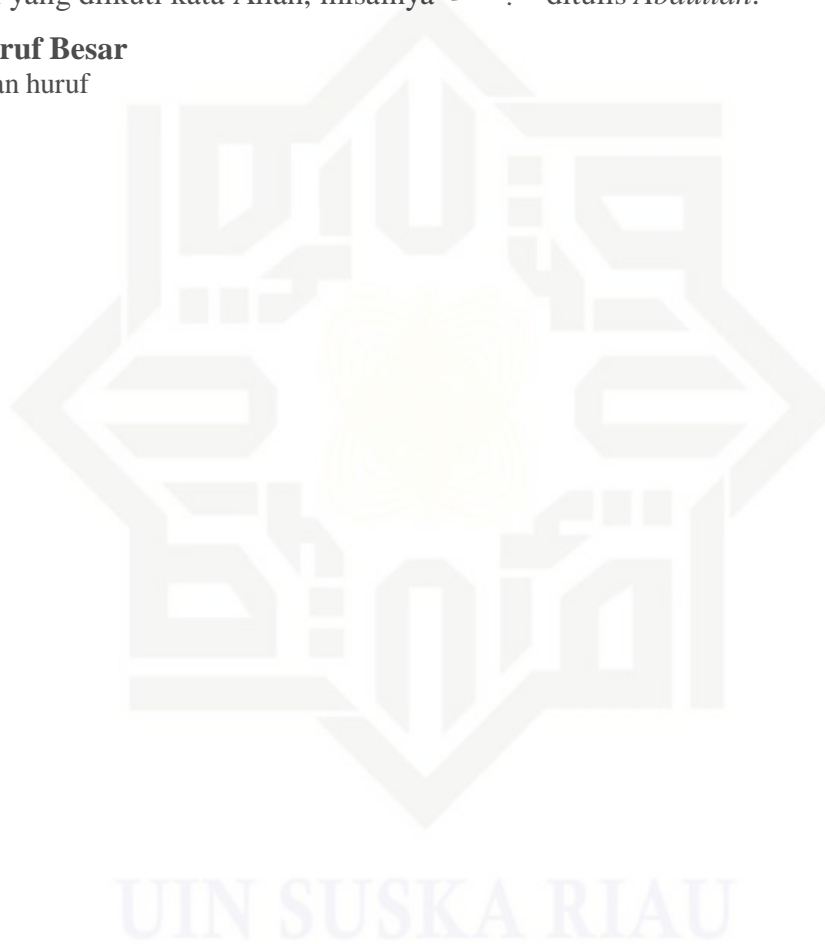 yang diikuti kata Allah, misalnya ditulis Abdullah.
ruf Besar
an huruf
UIN SUSKA RIAU